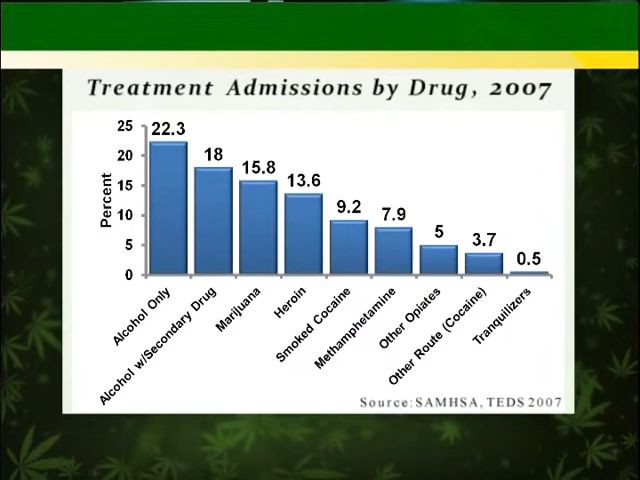 Treatment Admissions by Drug, 2007
Percent
25
20
15
10
5
0
22.3
18
15.8
13.6
9.2
7.9
5
3.7
0.5
Alcohol Only
Alcohol w/Secondary Drug
Marijuana
Heroin
Smoked Cocaine
Methamphetamine
Other Opiates
Other Route (Cocaine)
Tranquilizers
Source: SAMHSA, TEDS 2007